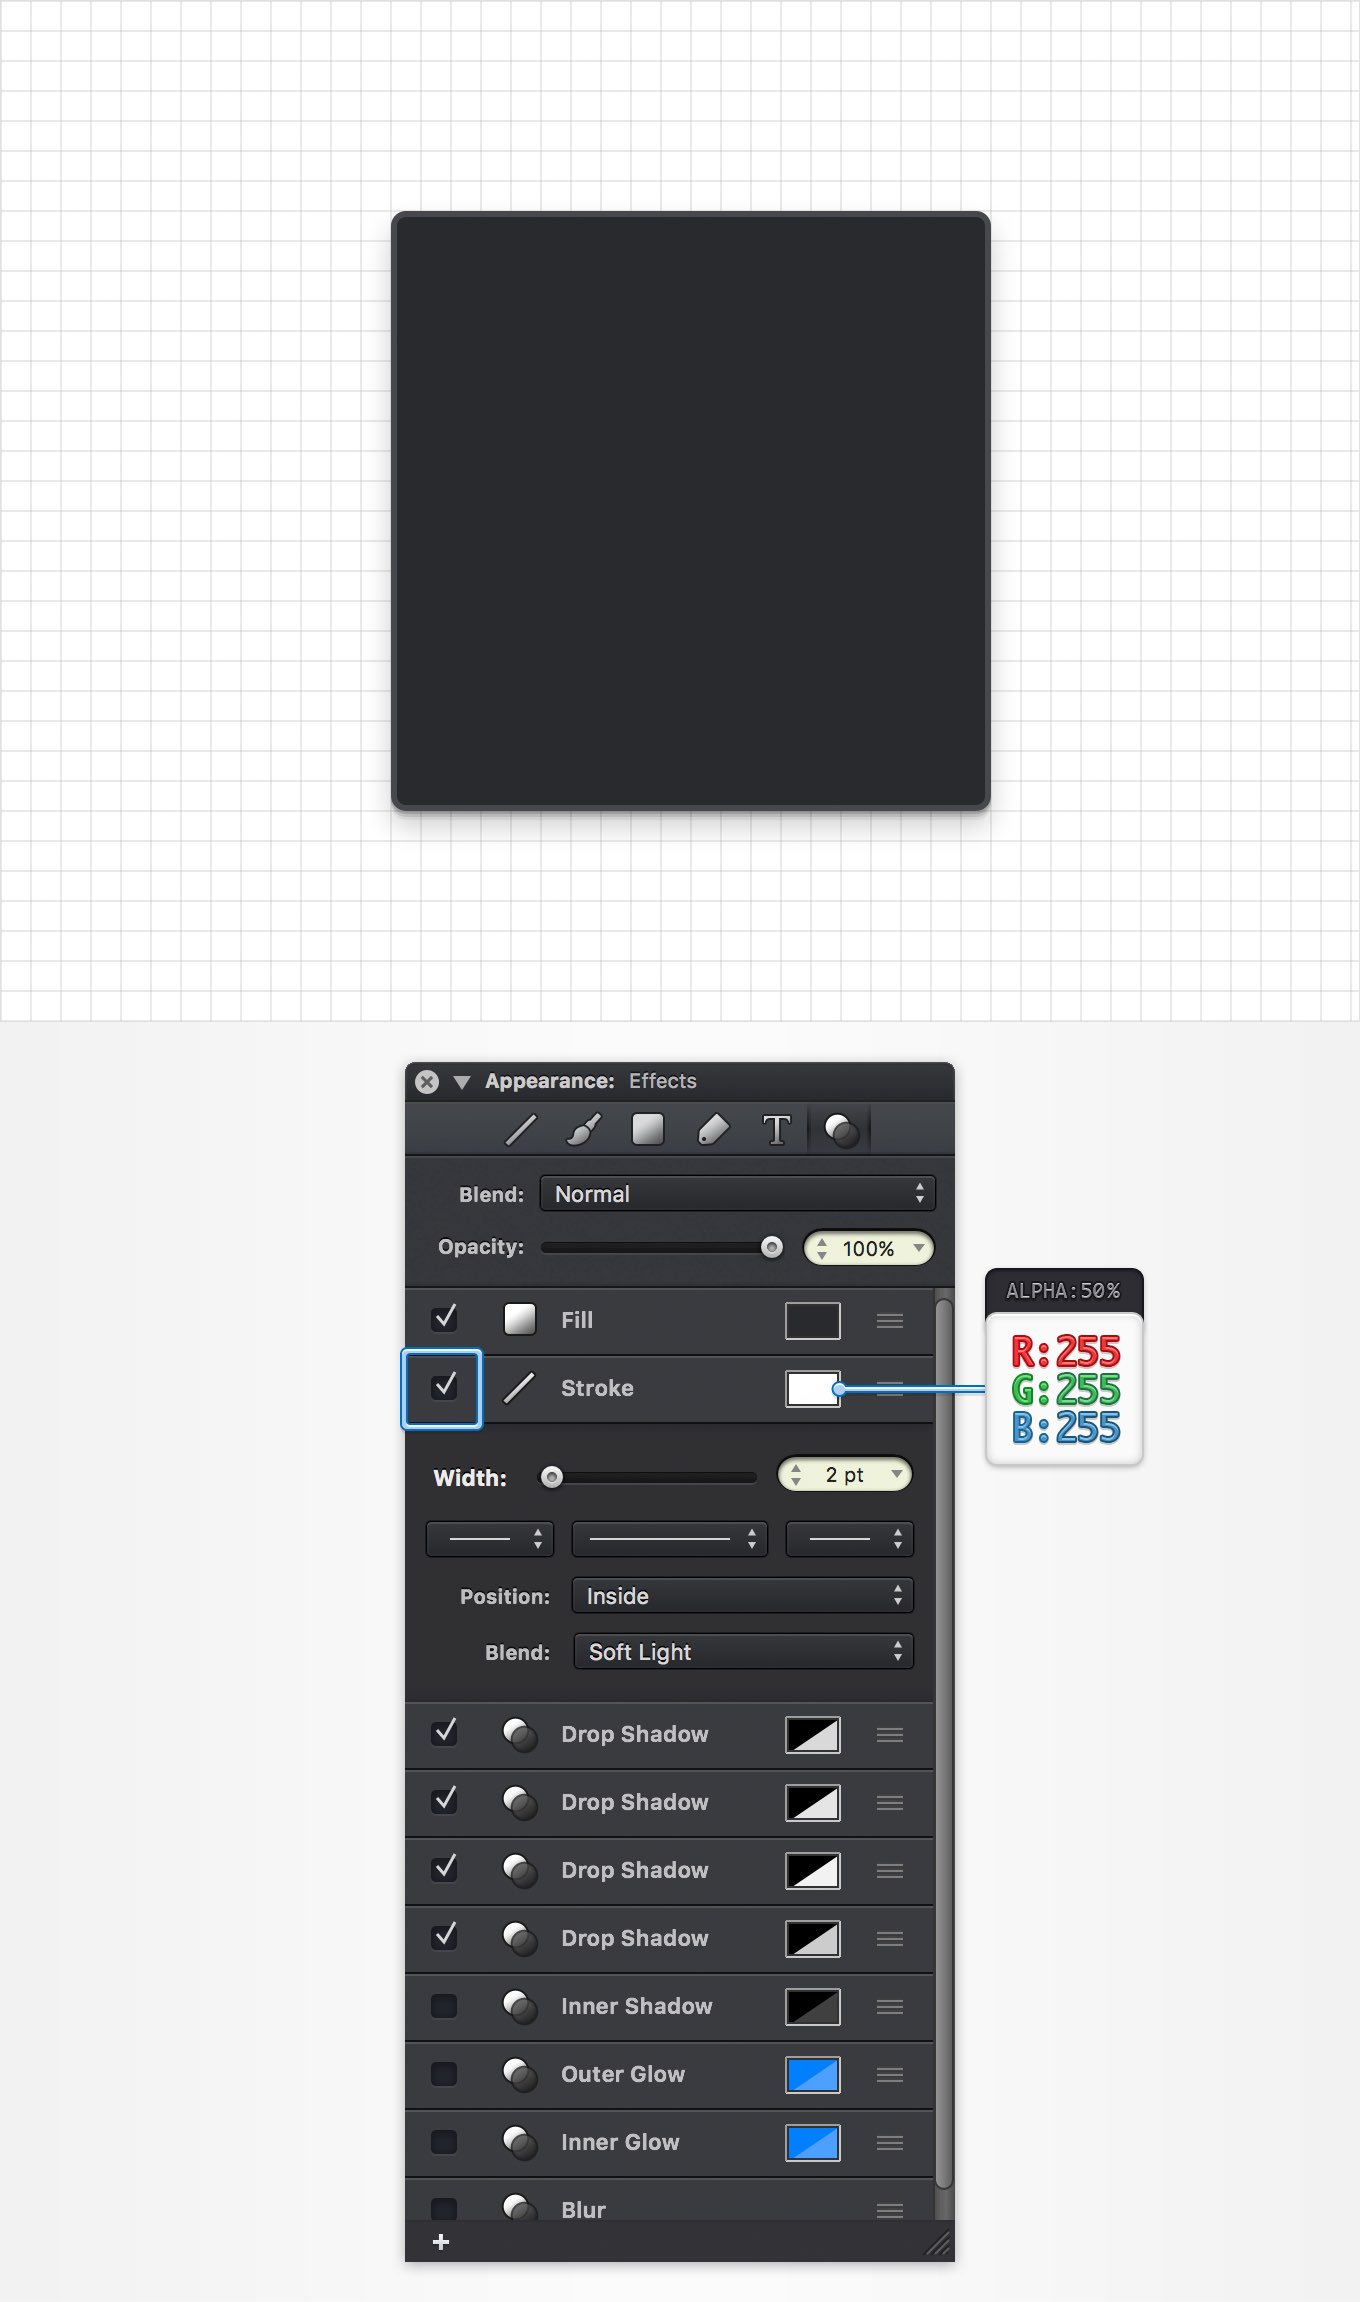 Appearance: Effects
T
Blend: Normal
Opacity: 100%
Fill
ALPHA:50%
R:255
G:255
B:255
Stroke
Width: 2 pt
Position: Inside
Blend: Soft Light
Drop Shadow
Drop Shadow
Drop Shadow
Drop Shadow
Inner Shadow
Outer Glow
Inner Glow
Blur
+